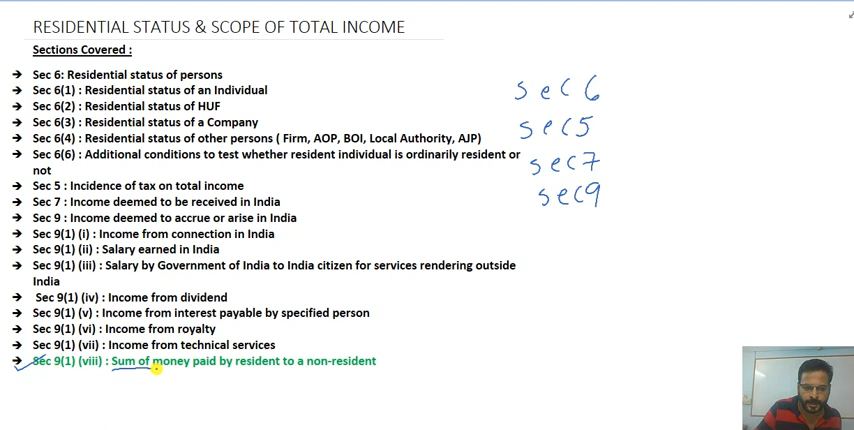 RESIDENTIAL STATUS & SCOPE OF TOTAL INCOME
Sections Covered :
→ Sec 6: Residential status of persons
→ Sec 6(1) : Residential status of an Individual
→ Sec 6(2) : Residential status of HUF
→ Sec 6(3) : Residential status of a Company
→ Sec 6(4) : Residential status of other persons ( Firm, AOP, BOI, Local Authority, AJP)
→ Sec 6(6) : Additional conditions to test whether resident individual is ordinarily resident or
not
→ Sec 5 : Incidence of tax on total income
→ Sec 7 : Income deemed to be received in India
→ Sec 9 : Income deemed to accrue or arise in India
→ Sec 9(1) (i) : Income from connection in India
→ Sec 9(1) (ii) : Salary earned in India
→ Sec 9(1) (iii) : Salary by Government of India to India citizen for services rendering outside
India
→ Sec 9(1) (iv) : Income from dividend
→ Sec 9(1) (v) : Income from interest payable by specified person
→ Sec 9(1) (vi) : Income from royalty
→ Sec 9(1) (vii) : Income from technical services
→ Sec 9(1) (viii) : Sum of money paid by resident to a non-resident
sec 6
sec 5
sec 7
sec 9